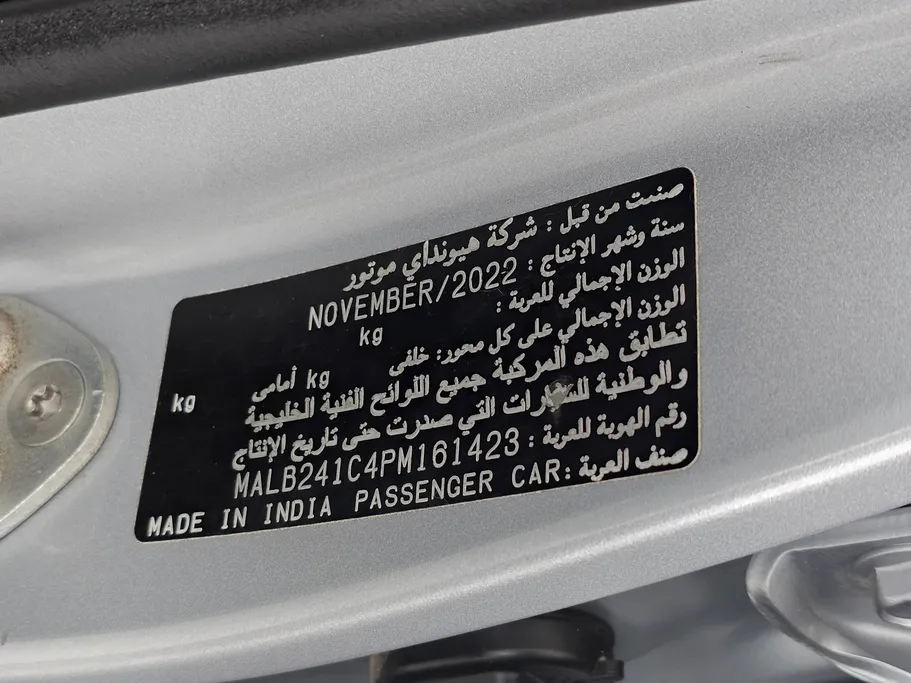 صنعت من قبل : شركة هيونداي موتور
سنة وشهر الإنتاج : NOVEMBER/2022
الوزن الإجمالي للعربة : kg
الوزن الإجمالي على كل محور: خلفى kg أمامى kg
تطابق هذه المركبة جميع اللوائح الفنية الخليجية
والوطنية للسيارات التي صدرت حتى تاريخ الإنتاج
رقم الهوية للعربة : MALB241C4PM161423
صنف العربة : PASSENGER CAR MADE IN INDIA